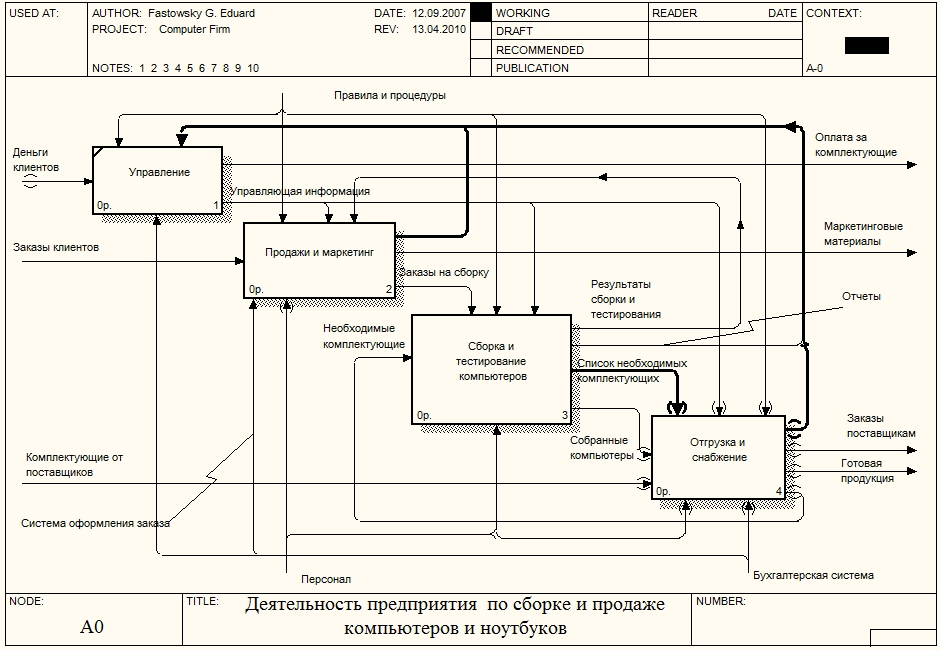 USED AT:
AUTHOR: Fastowsky G. Eduard
DATE: 12.09.2007
WORKING
READER
DATE
CONTEXT:
PROJECT: Computer Firm
REV: 13.04.2010
DRAFT
RECOMMENDED
NOTES: 1 2 3 4 5 6 7 8 9 10
PUBLICATION
A-0
Правила и процедуры
Деньги
клиентов
Оплата за
комплектующие
Управление
0р.
1
Управляющая информация
Заказы клиентов
Маркетинговые
материалы
Продажи и маркетинг
0р.
2
Заказы на сборку
Результаты
сборки и
тестирования
Отчеты
Необходимые
комплектующие
Сборка и
тестирование
компьютеров
0р.
3
Список необходимых
комплектующих
Собранные
компьютеры
Отгрузка и
снабжение
0р.
4
Заказы
поставщикам
Готовая
продукция
Комплектующие от
поставщиков
Система оформления заказа
Персонал
Бухгалтерская система
NODE:
A0
TITLE:
Деятельность предприятия по сборке и продаже
компьютеров и ноутбуков
NUMBER: